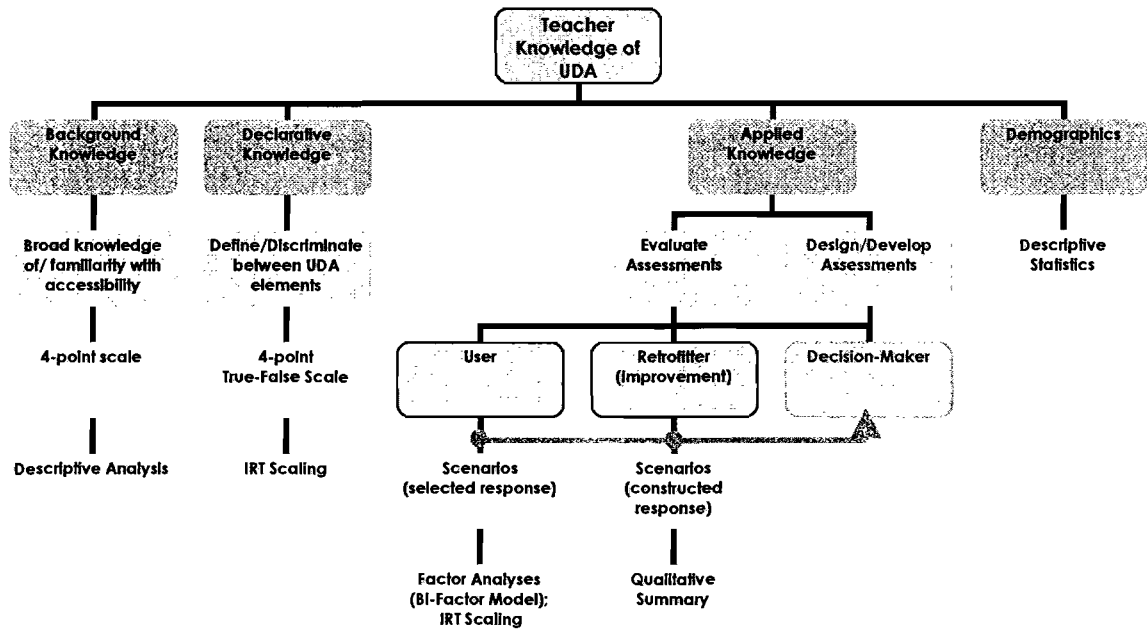 Teacher
Knowledge of
UDA
Background
Knowledge
Declarative
Knowledge
Applied
Knowledge
Demographics
Broad knowledge
of/ familiarity with
accessibility
Define/Discriminate
between UDA
elements
Evaluate
Assessments
Design/Develop
Assessments
Descriptive
Statistics
4-point scale
4-point
True-False Scale
User
Retrofitter
(improvement)
Decision-Maker
Descriptive Analysis
IRT Scaling
Scenarios
(selected response)
Scenarios
(constructed
response)
Factor Analyses
(Bi-Factor Model);
IRT Scaling
Qualitative
Summary